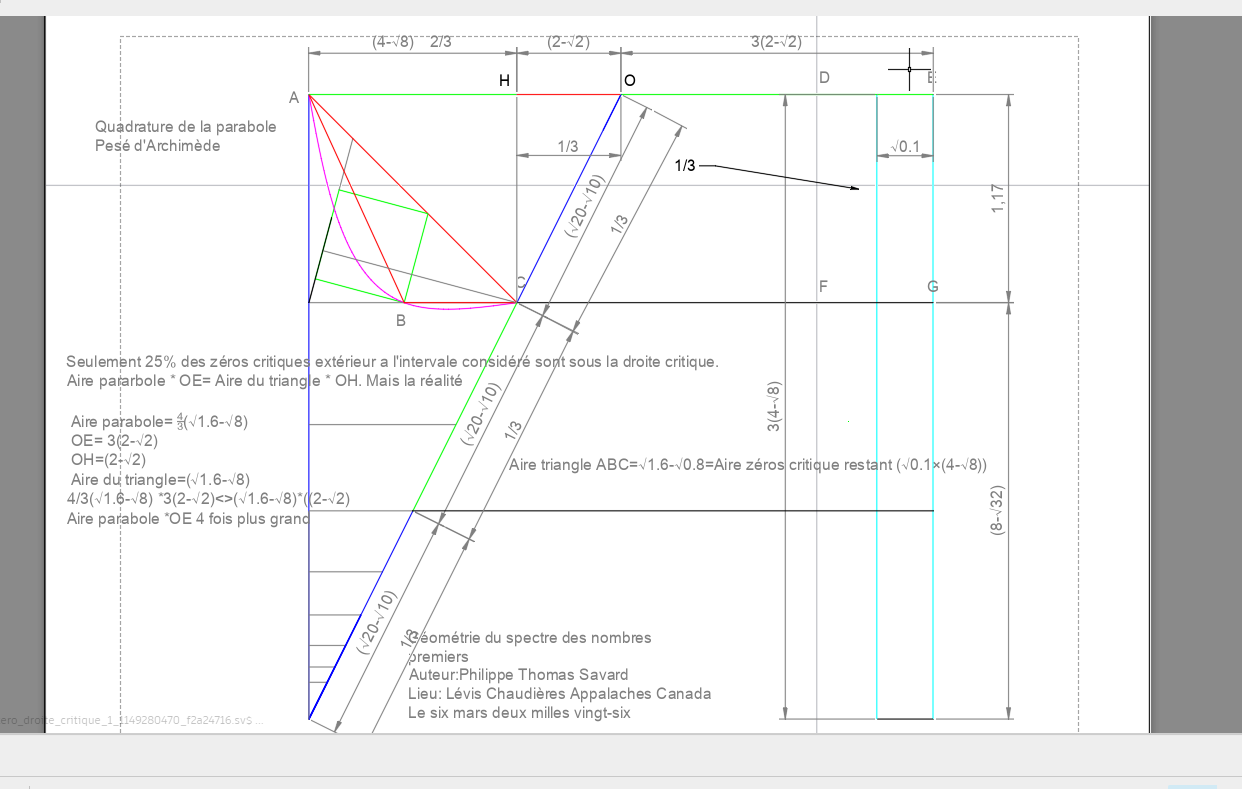 (4-√8) 2/3 (2-√2) 3(2-√2)
H O D E
A
Quadrature de la parabole
Pesé d'Archimède
1/3
1/3
√0.1
(√20-√10)
1/3
1,17
C F G
B
Seulement 25% des zéros critiques extérieur a l'intervale considéré sont sous la droite critique.
Aire pararbole * OE= Aire du triangle * OH. Mais la réalité
3(4-√8)
(√20-√10)
1/3
Aire parabole= 4/3(√1.6-√8)
OE= 3(2-√2)
OH=(2-√2)
Aire triangle ABC=√1.6-√0.8=Aire zéros critique restant (√0.1×(4-√8))
Aire du triangle=(√1.6-√8)
4/3(√1.6-√8) *3(2-√2)<>(√1.6-√8)*((2-√2)
Aire parabole *OE 4 fois plus grand
(8-√32)
(√20-√10)
1/3
Géométrie du spectre des nombres
premiers
Auteur:Philippe Thomas Savard
Lieu: Lévis Chaudières Appalaches Canada
Le six mars deux milles vingt-six
ero_droite_critique_1_1149280470_f2a24716.sv$ ...